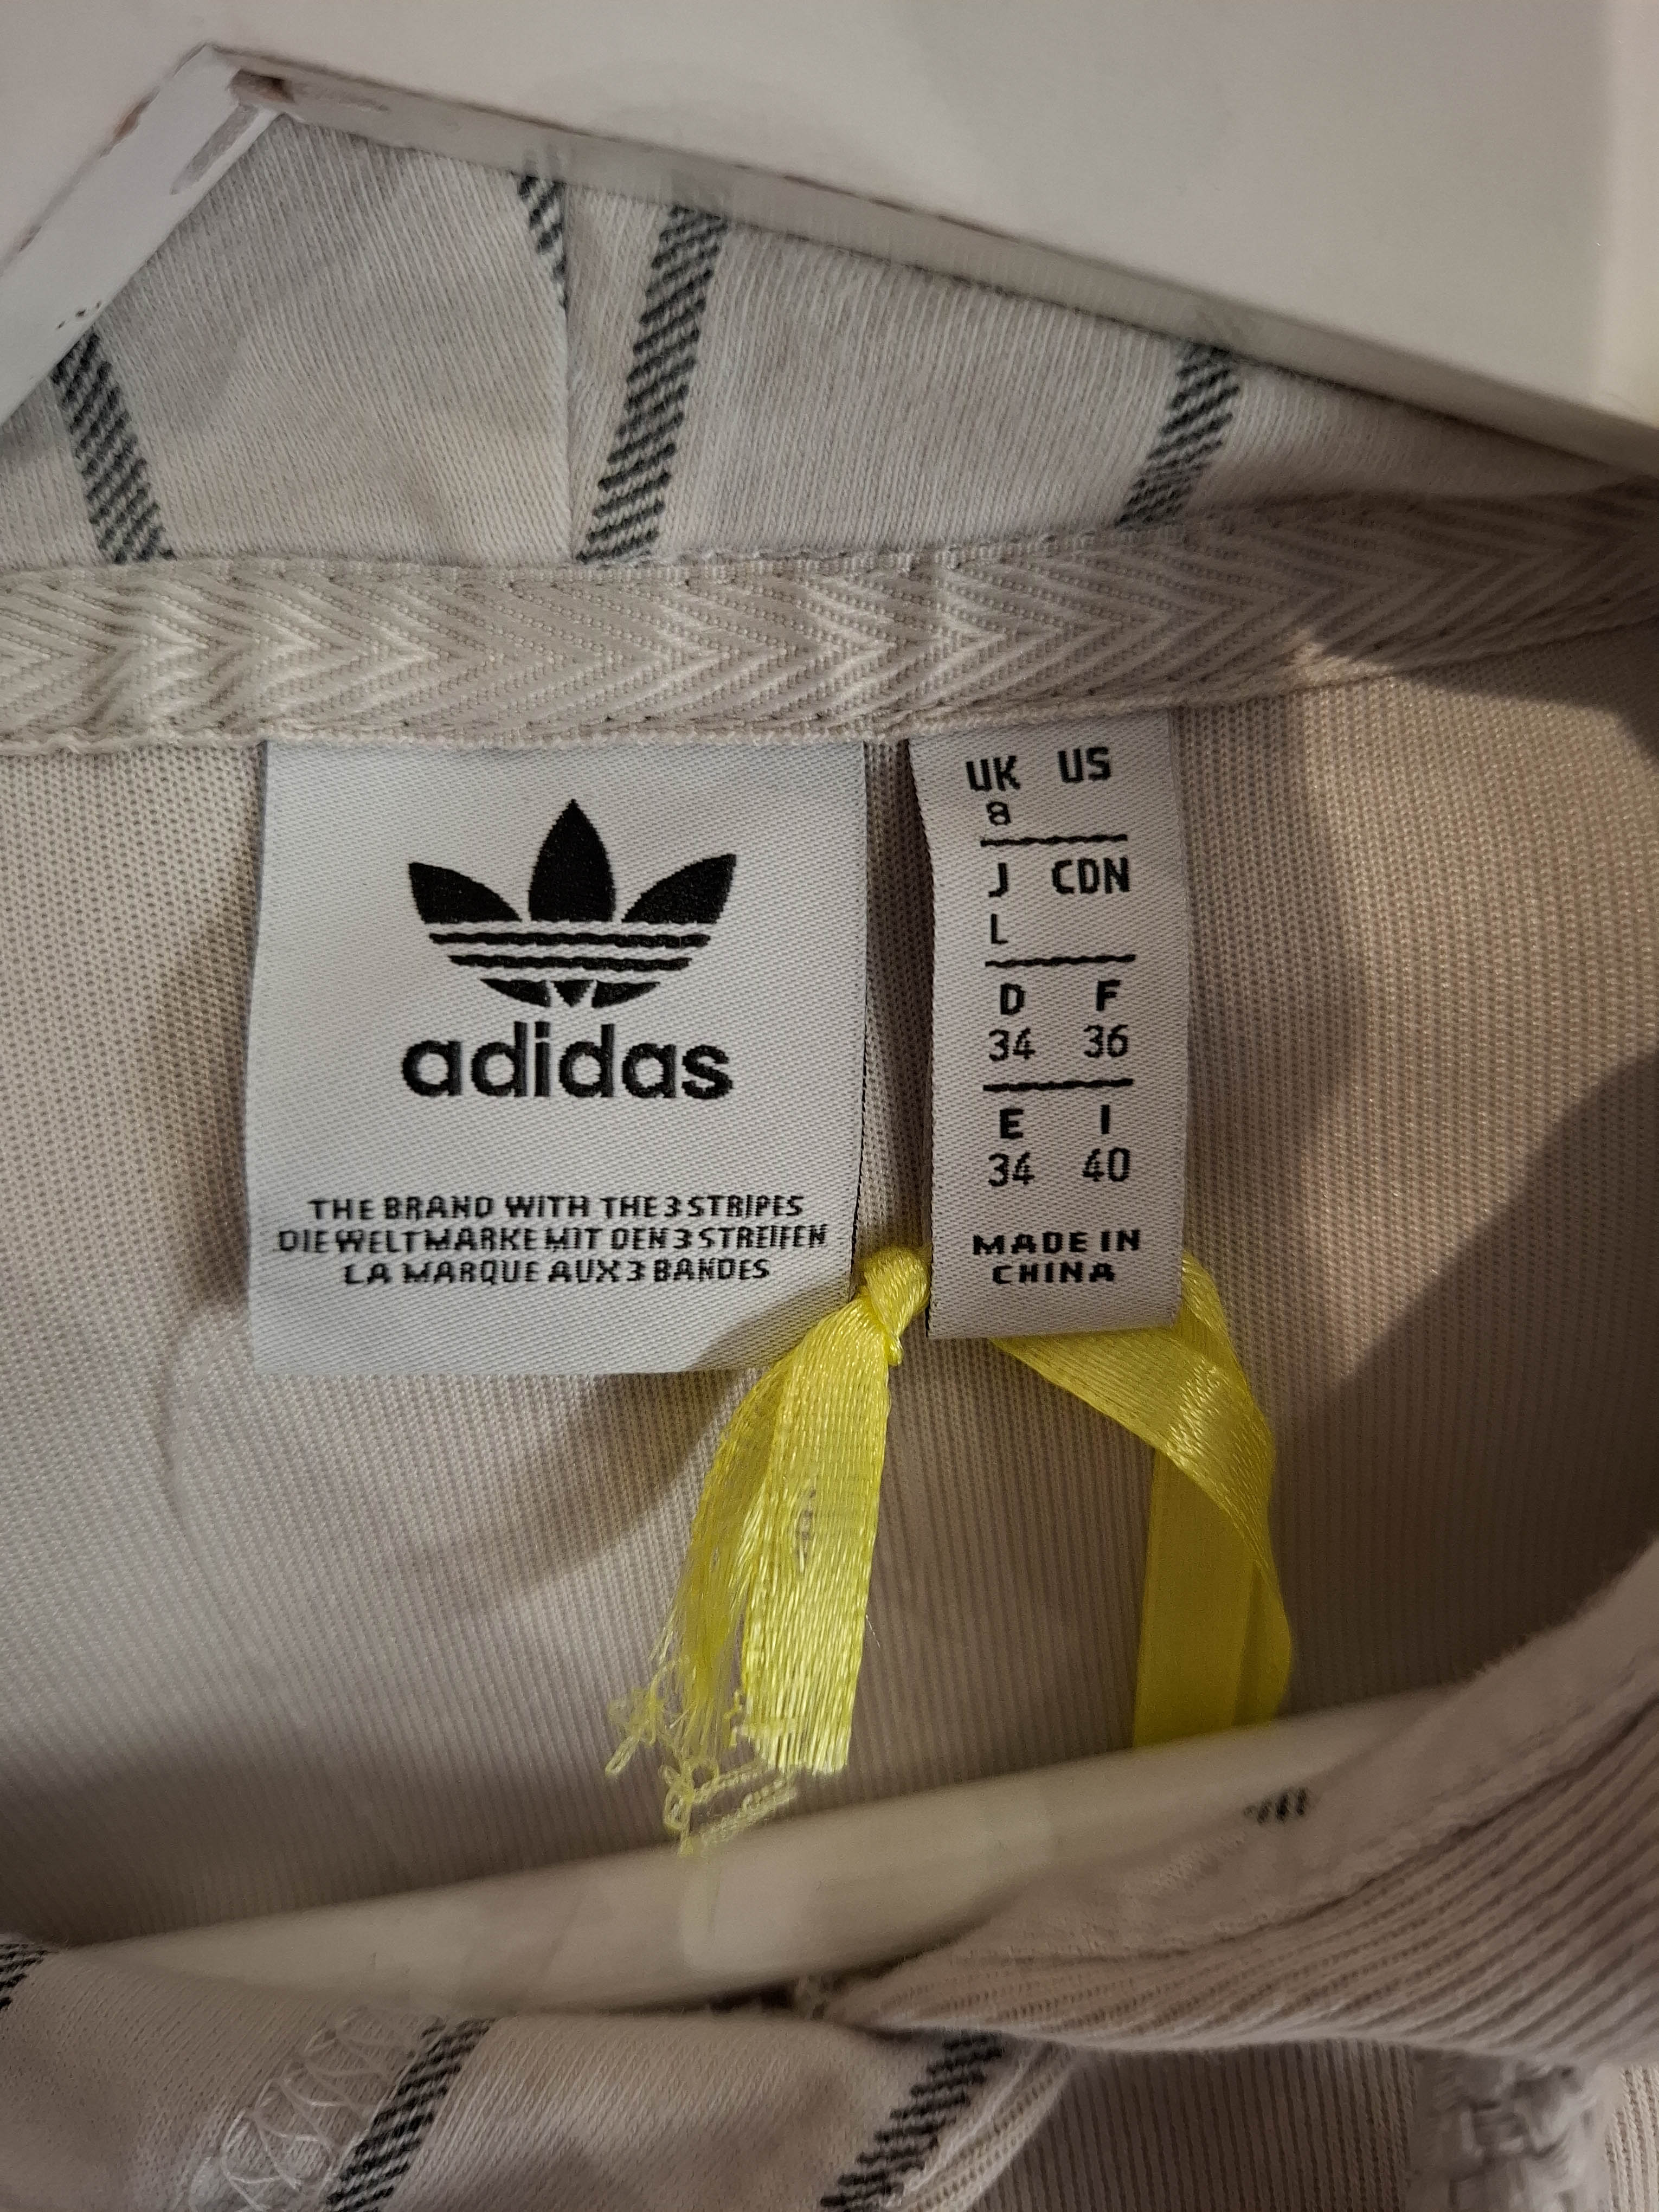 adidas
THE BRAND WITH THE 3 STRIPES
DIE WELTMARKE MIT DEN 3 STREIFEN
LA MARQUE AUX 3 BANDES
UK US
8
J CDN
L
D F
34 36
E I
34 40
MADE IN
CHINA